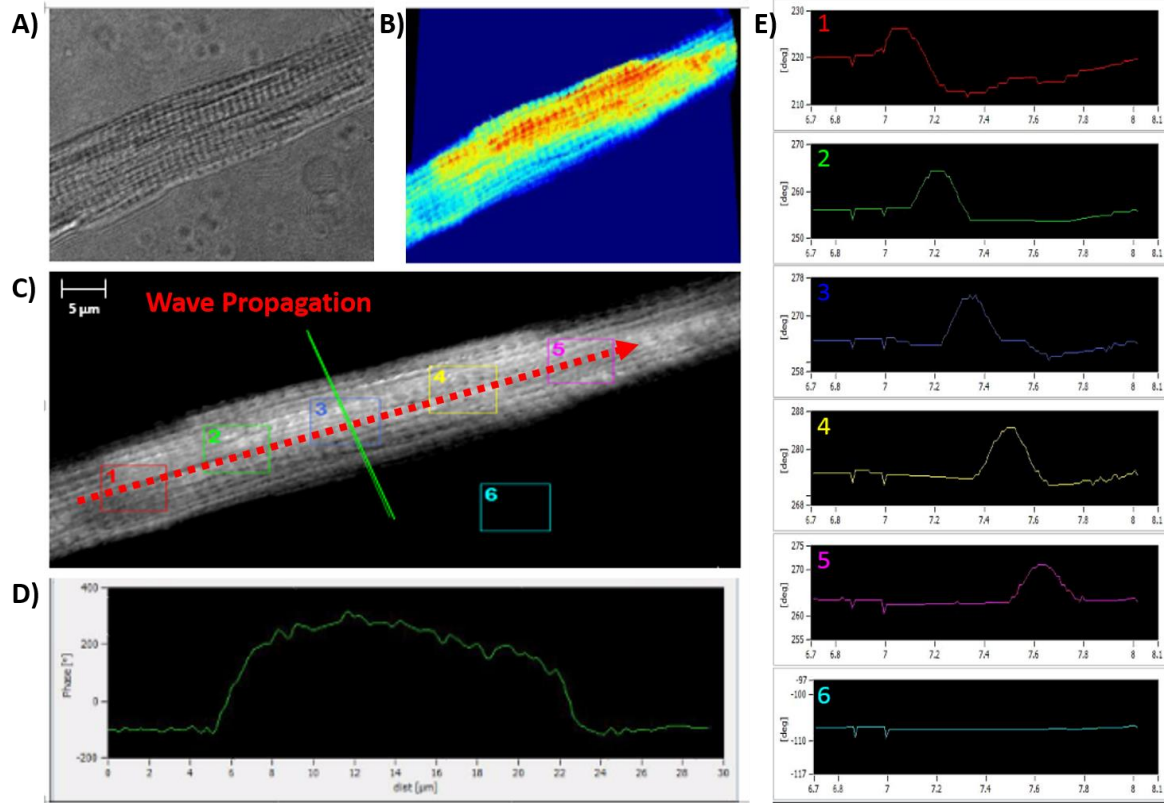 A)
B)
C)
5 µm
Wave Propagation
1
2
3
4
5
6
D)
Phase [°]
400
200
0
-200
0 2 4 6 8 10 12 14 16 18 20 22 24 26 28 30
dist [µm]
E)
1
[deg]
230
220
210
6.7 6.8 7 7.2 7.4 7.6 7.8 8 8.1
2
[deg]
270
260
250
6.7 6.8 7 7.2 7.4 7.6 7.8 8 8.1
3
[deg]
278
270
258
6.7 6.8 7 7.2 7.4 7.6 7.8 8 8.1
4
[deg]
288
280
268
6.7 6.8 7 7.2 7.4 7.6 7.8 8 8.1
5
[deg]
275
270
260
255
6.7 6.8 7 7.2 7.4 7.6 7.8 8 8.1
6
[deg]
-97
-100
-110
-117
6.7 6.8 7 7.2 7.4 7.6 7.8 8 8.1